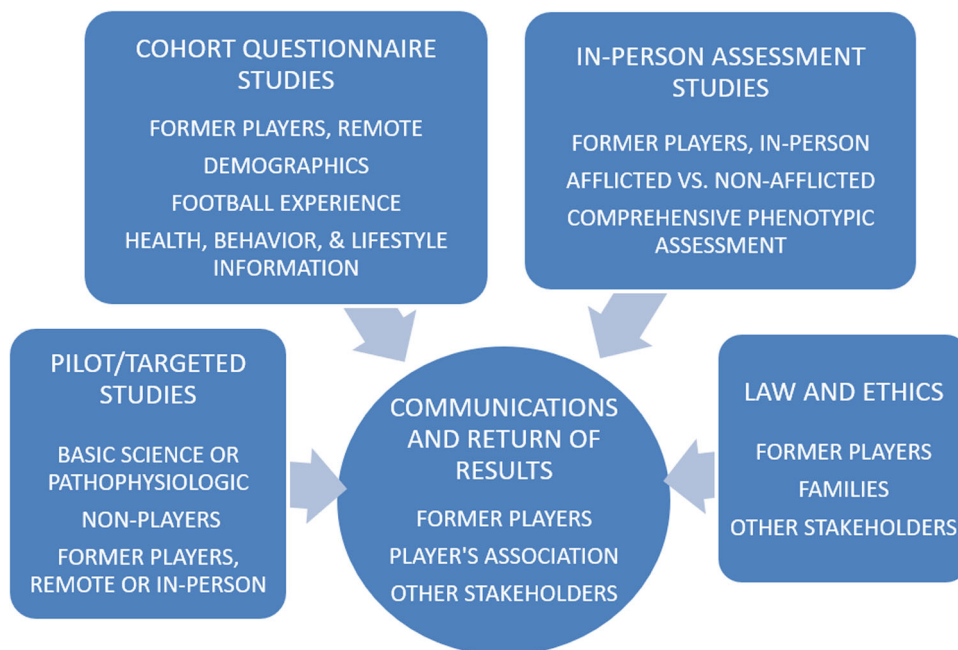 COHORT QUESTIONNAIRE
STUDIES
FORMER PLAYERS, REMOTE
DEMOGRAPHICS
FOOTBALL EXPERIENCE
HEALTH, BEHAVIOR, & LIFESTYLE
INFORMATION
IN-PERSON ASSESSMENT
STUDIES
FORMER PLAYERS, IN-PERSON
AFFLICTED VS. NON-AFFLICTED
COMPREHENSIVE PHENOTYPIC
ASSESSMENT
PILOT/TARGETED
STUDIES
BASIC SCIENCE OR
PATHOPHYSIOLOGIC
NON-PLAYERS
FORMER PLAYERS,
REMOTE OR IN-PERSON
COMMUNICATIONS
AND RETURN OF
RESULTS
FORMER PLAYERS
PLAYER'S ASSOCIATION
OTHER STAKEHOLDERS
LAW AND ETHICS
FORMER PLAYERS
FAMILIES
OTHER STAKEHOLDERS